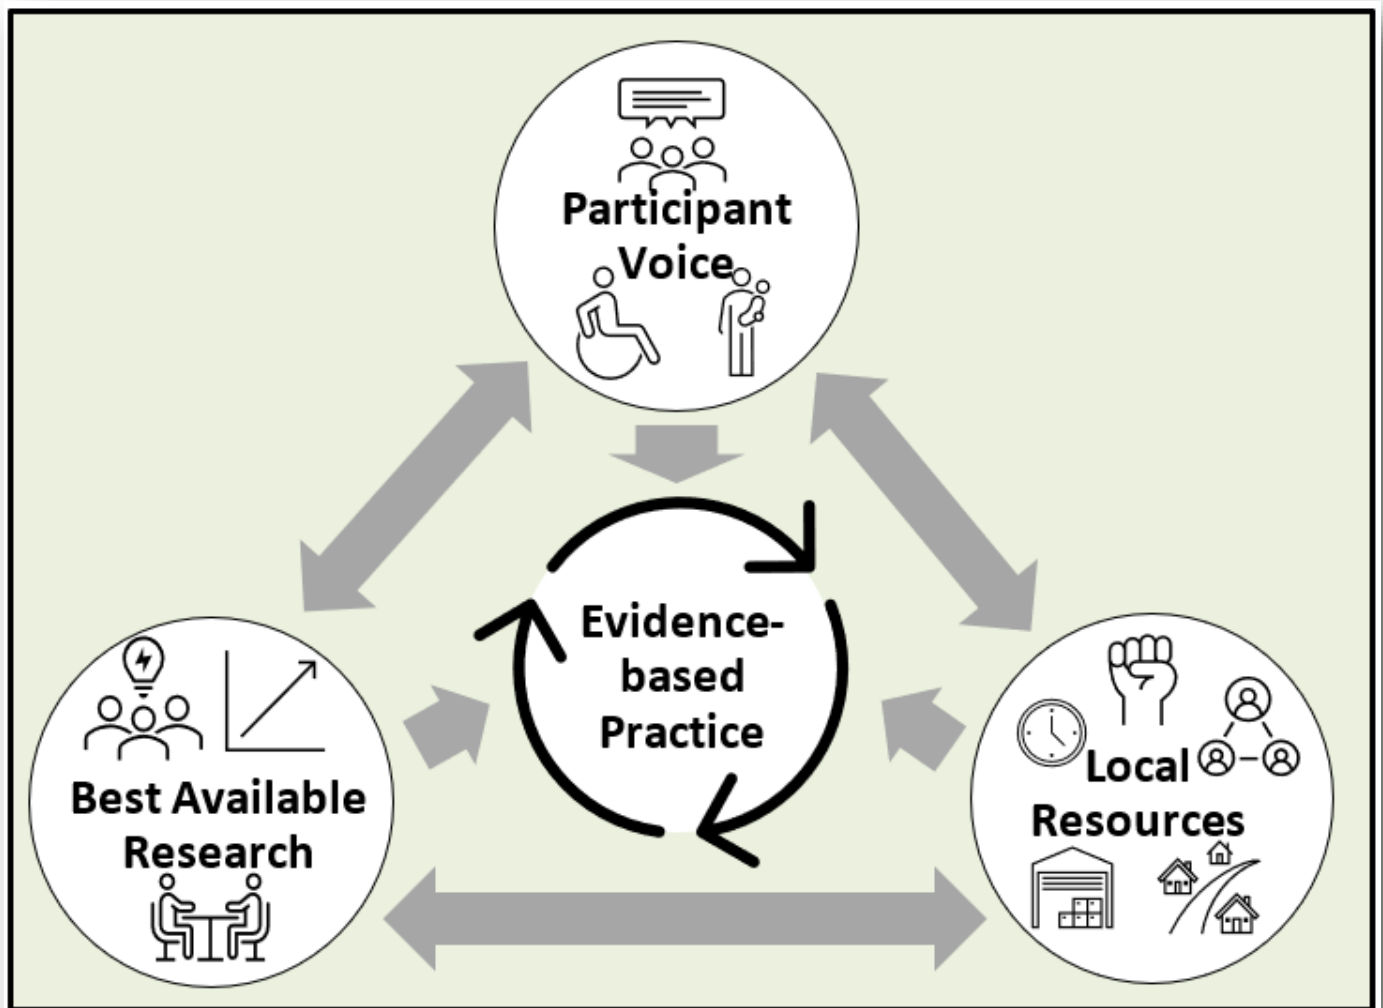 Participant
Voice
Evidence-
based
Practice
Best Available
Research
Local
Resources